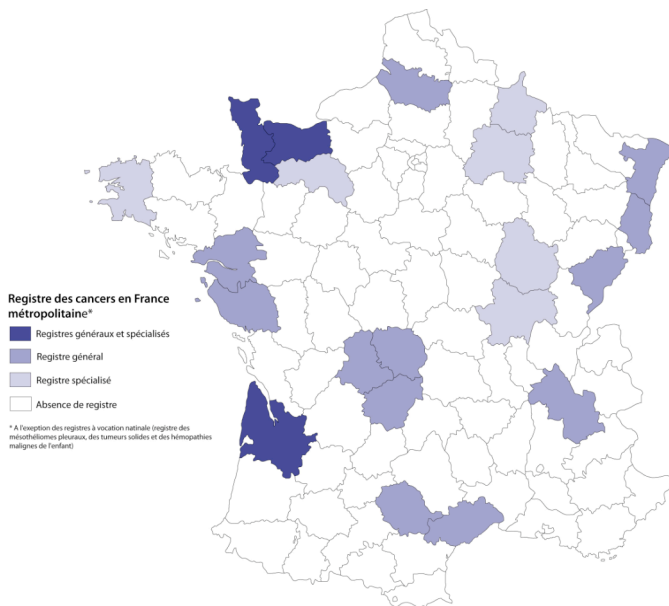 Registre des cancers en France
métropolitaine*
Registres généraux et spécialisés
Registre général
Registre spécialisé
Absence de registre
* A l'exeption des registres à vocation natinale (registre des
mésothéliomes pleuraux, des tumeurs solides et des hémopathies
malignes de l'enfant)